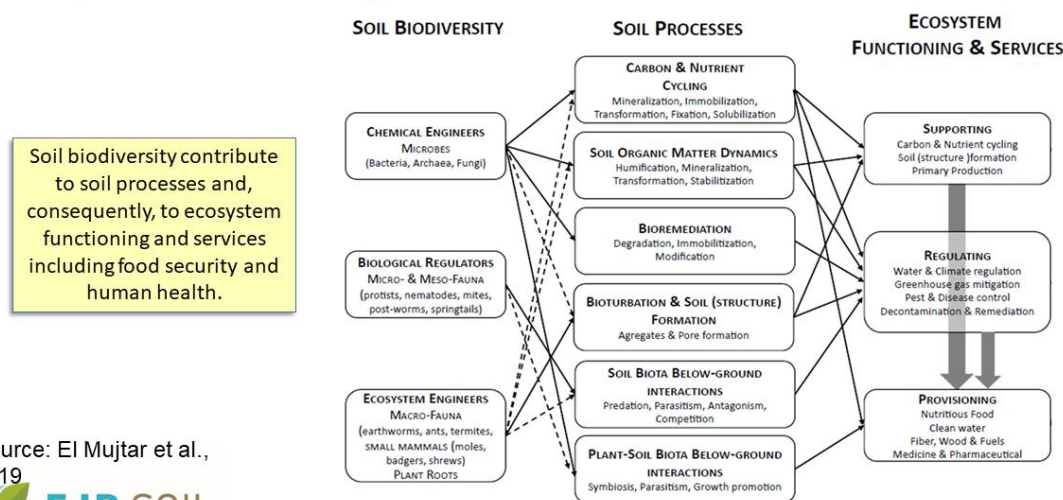 SOIL BIODIVERSITY
SOIL PROCESSES
ECOSYSTEM
FUNCTIONING & SERVICES
Soil biodiversity contribute
to soil processes and,
consequently, to ecosystem
functioning and services
including food security and
human health.
CHEMICAL ENGINEERS
MICROBES
(Bacteria, Archaea, Fungi)
BIOLOGICAL REGULATORS
MICRO- & MESO-FAUNA
(protists, nematodes, mites,
post-worms, springtails)
ECOSYSTEM ENGINEERS
MACRO-FAUNA
(earthworms, ants, termites,
SMALL MAMMALS (moles,
badgers, shrews)
PLANT ROOTS
CARBON & NUTRIENT
CYCLING
Mineralization, Immobilization,
Transformation, Fixation, Solubilization
SOIL ORGANIC MATTER DYNAMICS
Humification, Mineralization,
Transformation, Stabilitization
BIOREMEDIATION
Degradation, Immobilitization,
Modification
BIOTURBATION & SOIL (STRUCTURE)
FORMATION
Agregates & Pore formation
SOIL BIOTA BELOW-GROUND
INTERACTIONS
Predation, Parasitism, Antagonism,
Competition
PLANT-SOIL BIOTA BELOW-GROUND
INTERACTIONS
Symbiosis, Parasitism, Growth promotion
SUPPORTING
Carbon & Nutrient cycling
Soil (structure )formation
Primary Production
REGULATING
Water & Climate regulation
Greenhouse gas mitigation
Pest & Disease control
Decontamination & Remediation
PROVISIONING
Nutritious Food
Clean water
Fiber, Wood & Fuels
Medicine & Pharmaceutical
urce: El Mujtar et al.,
19